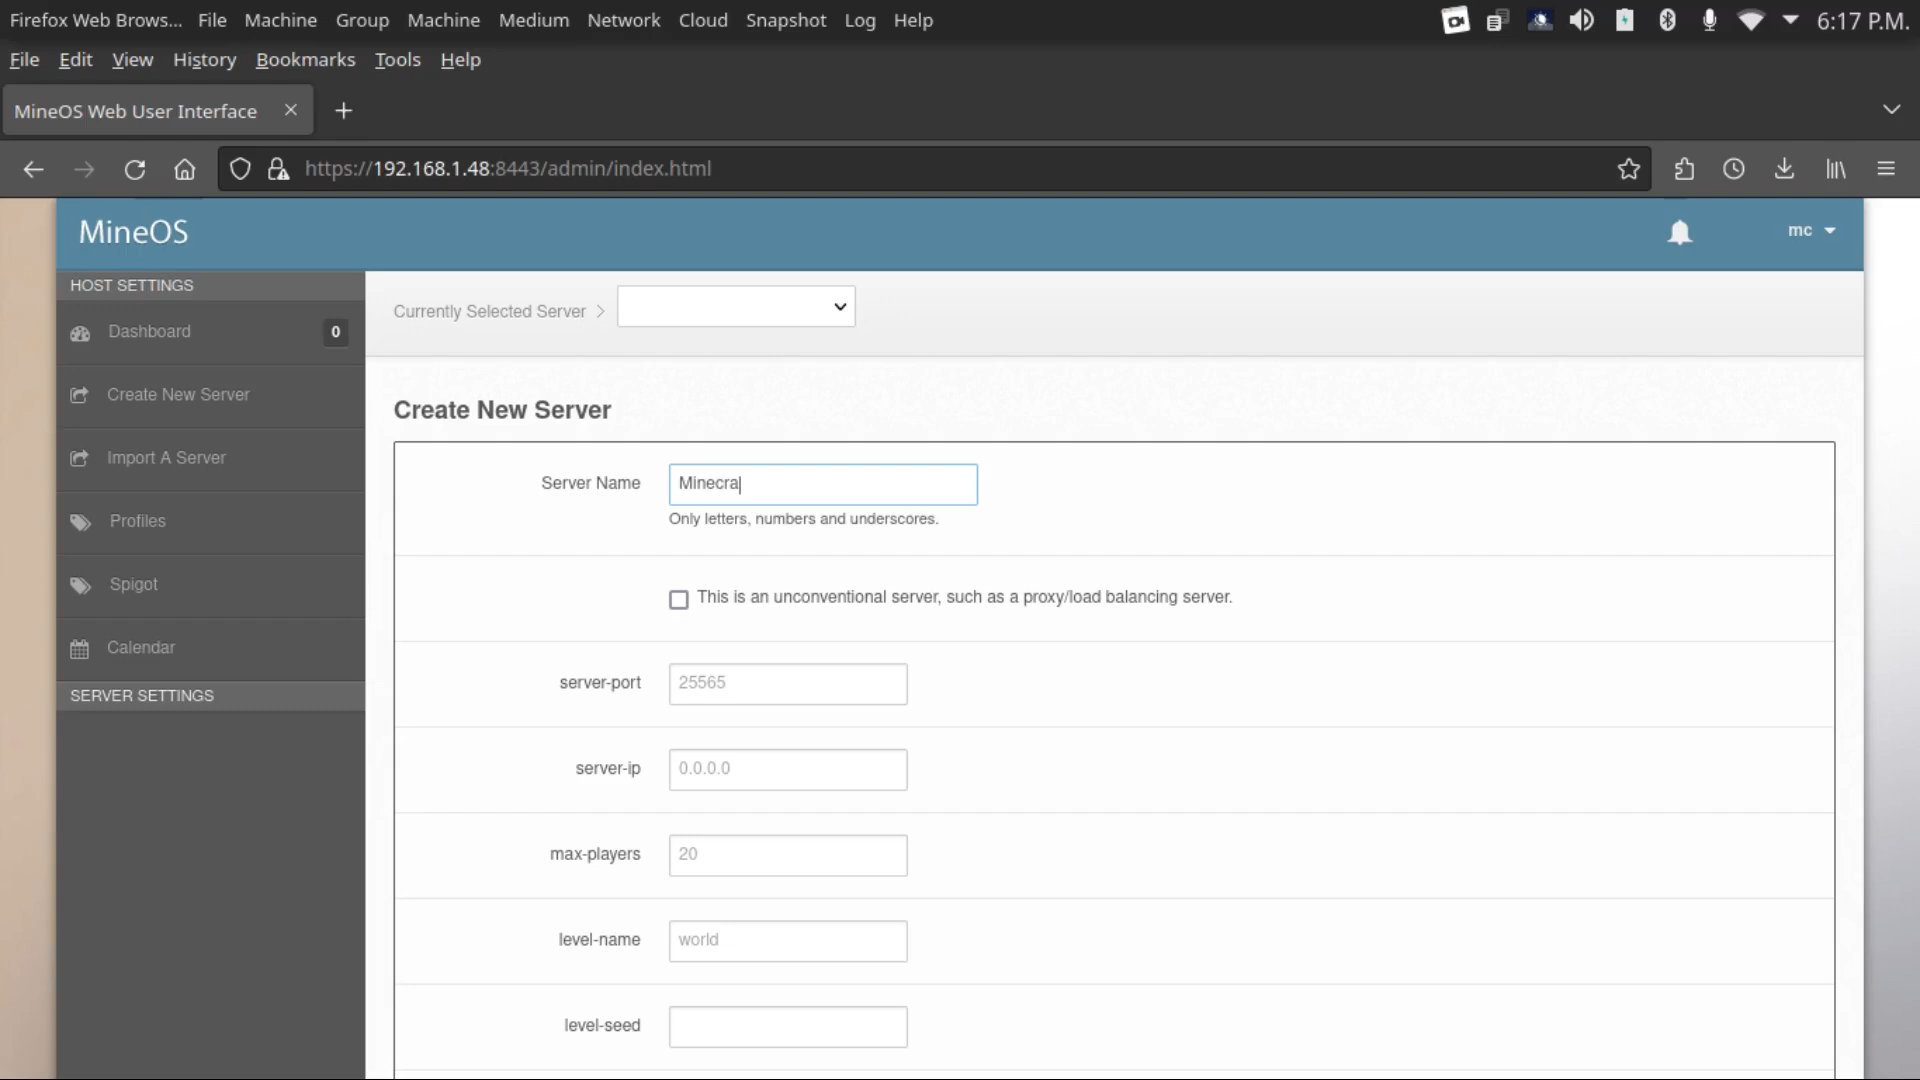 Firefox Web Brows... File Machine Group Machine Medium Network Cloud Snapshot Log Help 6:17 P.M.
File Edit View History Bookmarks Tools Help
MineOS Web User Interface
https://192.168.1.48:8443/admin/index.html
MineOS
mc
HOST SETTINGS
Currently Selected Server
Dashboard 0
Create New Server
Import A Server
Profiles
Spigot
Calendar
SERVER SETTINGS
Create New Server
Server Name Minecra
Only letters, numbers and underscores.
This is an unconventional server, such as a proxy/load balancing server.
server-port 25565
server-ip 0.0.0.0
max-players 20
level-name world
level-seed